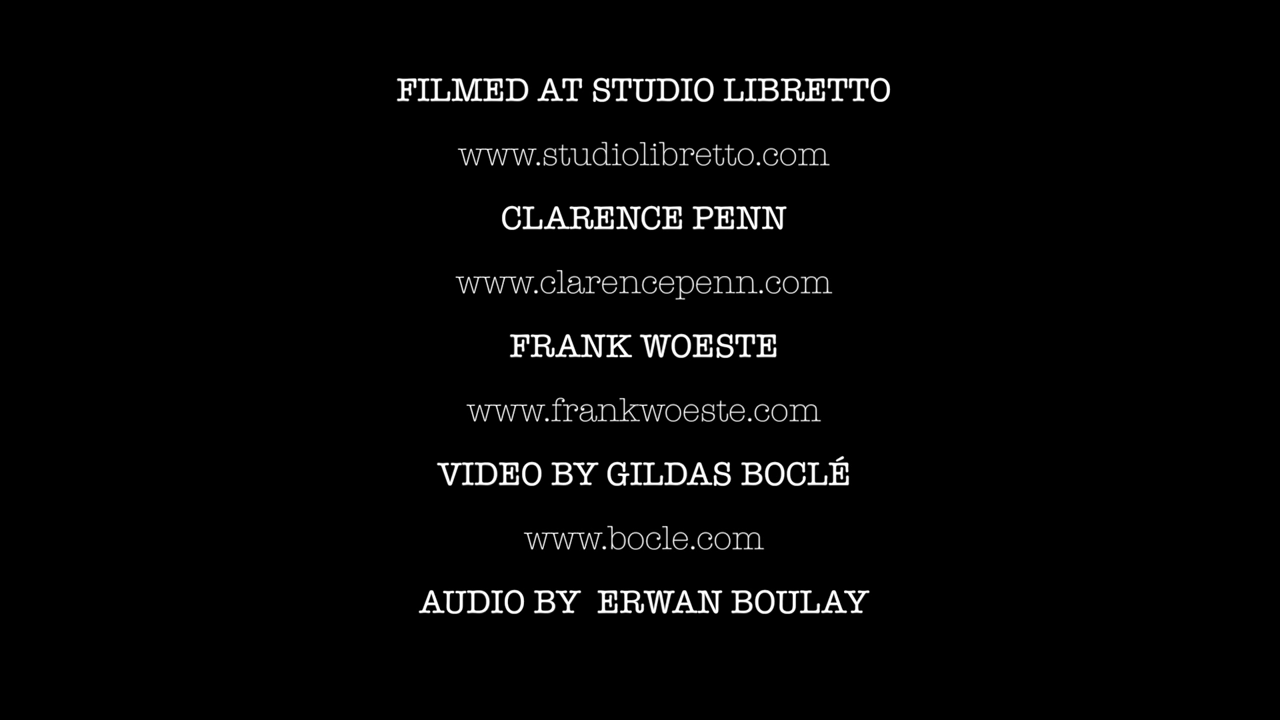 FILMED AT STUDIO LIBRETTO
www.studiolibretto.com
CLARENCE PENN
www.clarencepenn.com
FRANK WOESTE
www.frankwoeste.com
VIDEO BY GILDAS BOCLÉ
www.bocle.com
AUDIO BY  ERWAN BOULAY